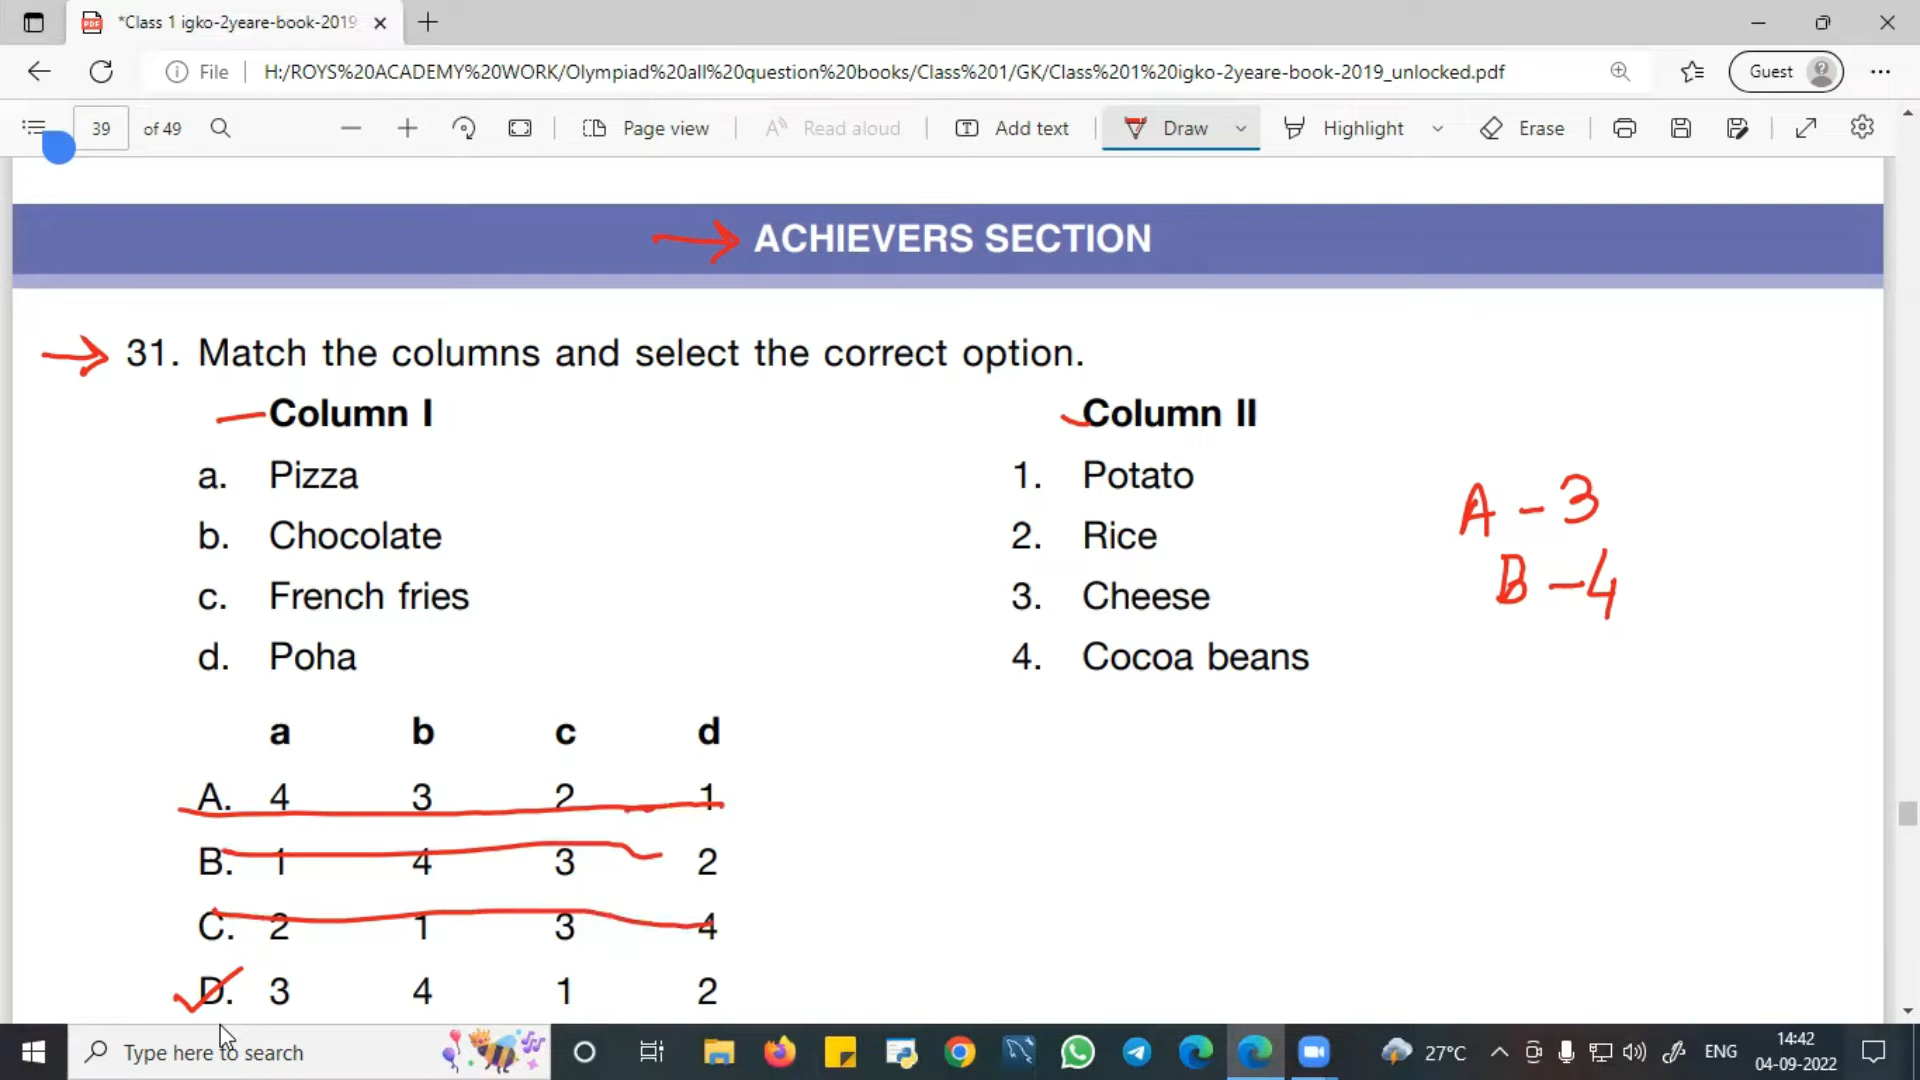 *Class 1 igko-2yeare-book-2019
File H:/ROYS%20ACADEMY%20WORK/Olympiad%20all%20question%20books/Class%201/GK/Class%201%20igko-2yeare-book-2019_unlocked.pdf Guest
39 of 49 Page view Read aloud Add text Draw Highlight Erase
ACHIEVERS SECTION
31. Match the columns and select the correct option.
Column I Column II
a. Pizza 1. Potato
A - 3
b. Chocolate 2. Rice
B - 4
c. French fries 3. Cheese
d. Poha 4. Cocoa beans
a b c d
A. 4 3 2 1
B. 1 4 3 2
C. 2 1 3 4
D. 3 4 1 2
Type here to search 27°C ENG 14:42
04-09-2022